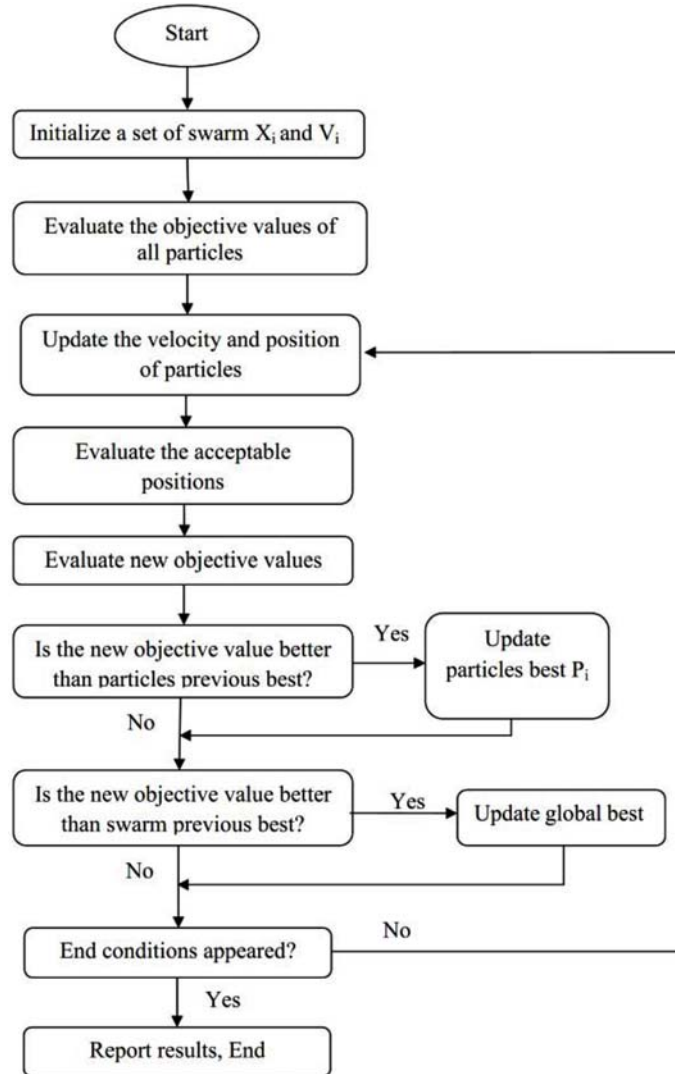 Start
Initialize a set of swarm Xi and Vi
Evaluate the objective values of
all particles
Update the velocity and position
of particles
Evaluate the acceptable
positions
Evaluate new objective values
Is the new objective value better
than particles previous best?
Yes
Update
particles best Pi
No
Is the new objective value better
than swarm previous best?
Yes
Update global best
No
End conditions appeared?
No
Yes
Report results, End